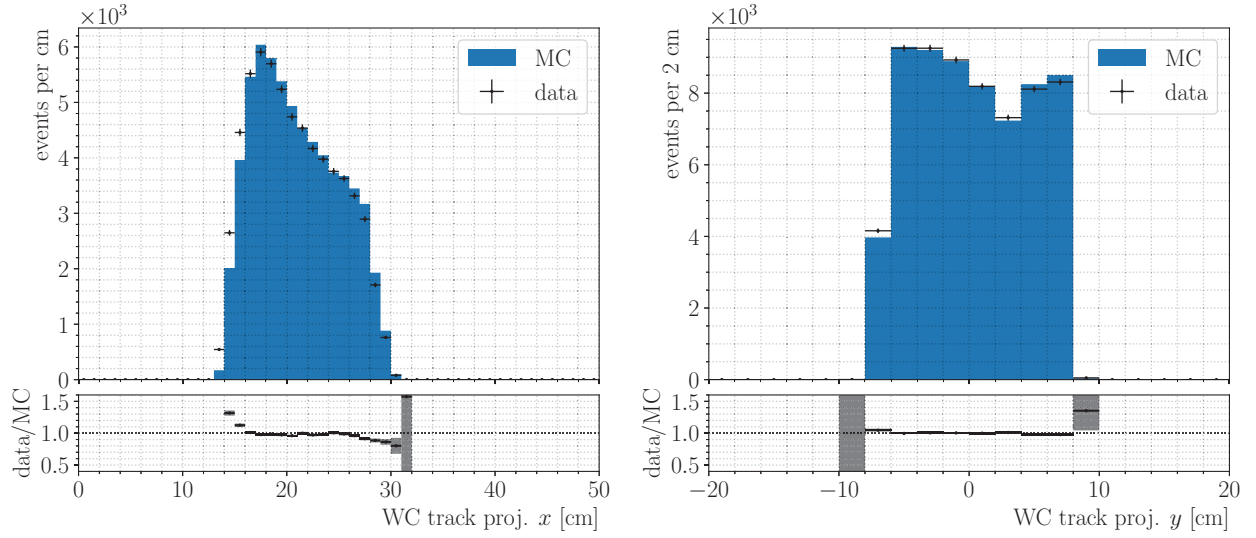 ×10³
events per cm
6
5
4
3
2
1
0
MC
data
data/MC
1.5
1.0
0.5
0 10 20 30 40 50
WC track proj. x [cm]
×10³
events per 2 cm
8
6
4
2
0
MC
data
data/MC
1.5
1.0
0.5
−20 −10 0 10 20
WC track proj. y [cm]